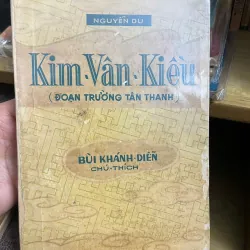 NGUYỄN DU
Kim-Vân-Kiều
(ĐOẠN TRƯỜNG TÂN THANH)
BÙI KHÁNH-DIỄN
CHÚ-THÍCH